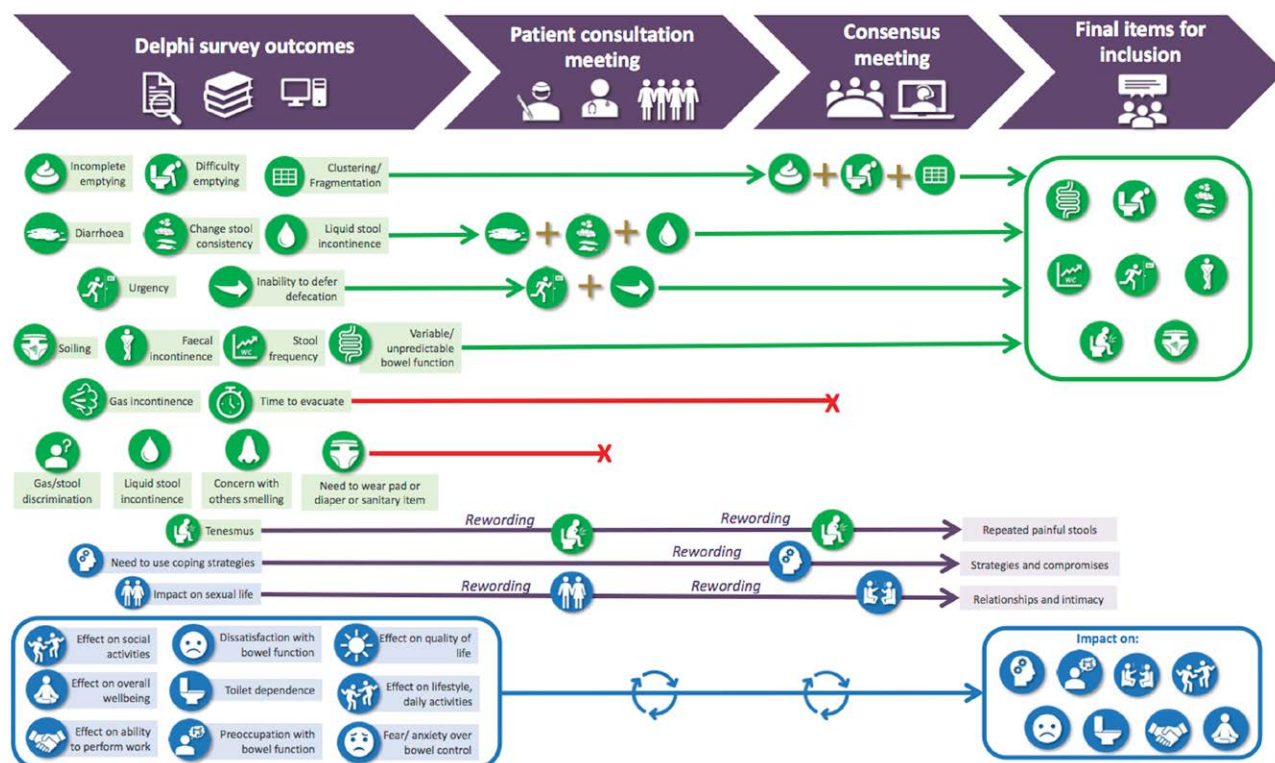 Delphi survey outcomes
Patient consultation
meeting
Consensus
meeting
Final items for
inclusion
Incomplete
emptying
Difficulty
emptying
Clustering/
Fragmentation
Diarrhoea
Change stool
consistency
Liquid stool
incontinence
Urgency
Inability to defer
defecation
Soiling
Faecal
incontinence
WC
Stool
frequency
Variable/
unpredictable
bowel function
WC
Gas incontinence
Time to evacuate
X
Gas/stool
discrimination
Liquid stool
incontinence
Concern with
others smelling
Need to wear pad or
diaper or sanitary item
X
Tenesmus
Rewording
Rewording
Repeated painful stools
Need to use coping strategies
Rewording
Strategies and compromises
Impact on sexual life
Rewording
Rewording
Relationships and intimacy
Effect on social
activities
Dissatisfaction with
bowel function
Effect on quality of
life
Effect on overall
wellbeing
Toilet dependence
Effect on lifestyle,
daily activities
Effect on ability
to perform work
Preoccupation with
bowel function
Fear/ anxiety over
bowel control
Impact on: